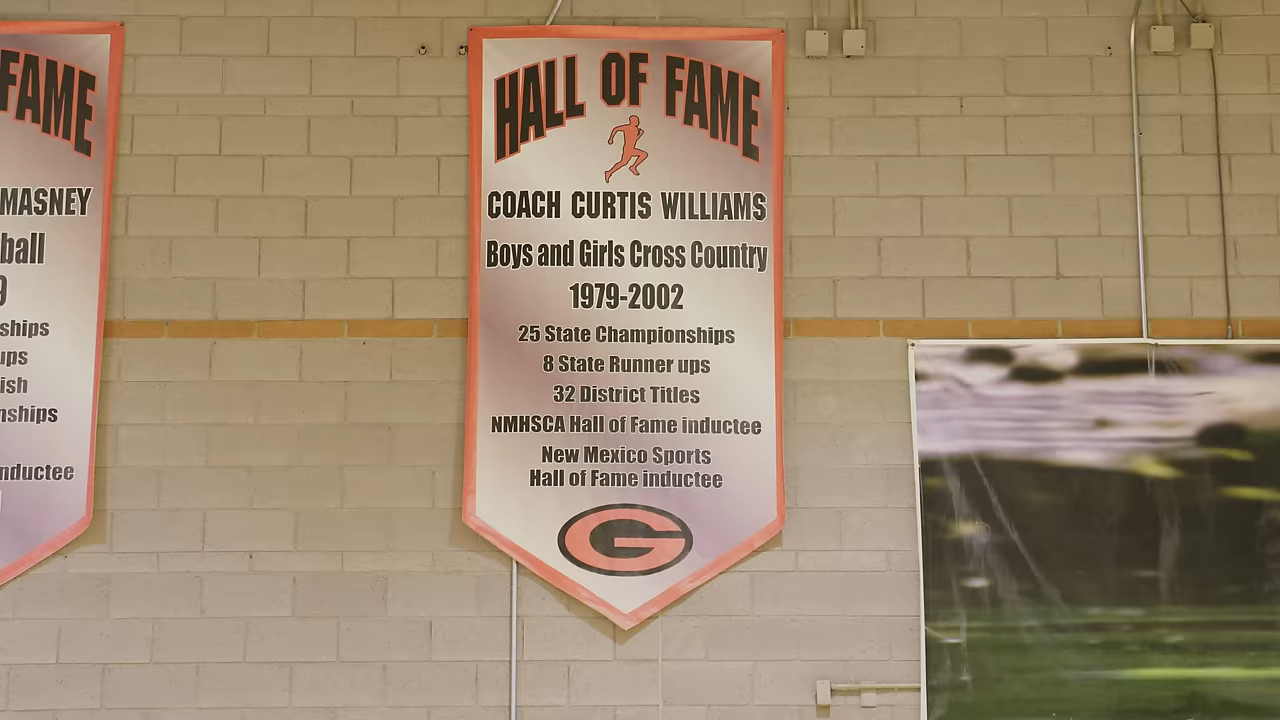 FAME
MASNEY
ball
9
ships
ups
ish
nships
nductee
HALL OF FAME
COACH CURTIS WILLIAMS
Boys and Girls Cross Country
1979-2002
25 State Championships
8 State Runner ups
32 District Titles
NMHSCA Hall of Fame inductee
New Mexico Sports
Hall of Fame inductee
G